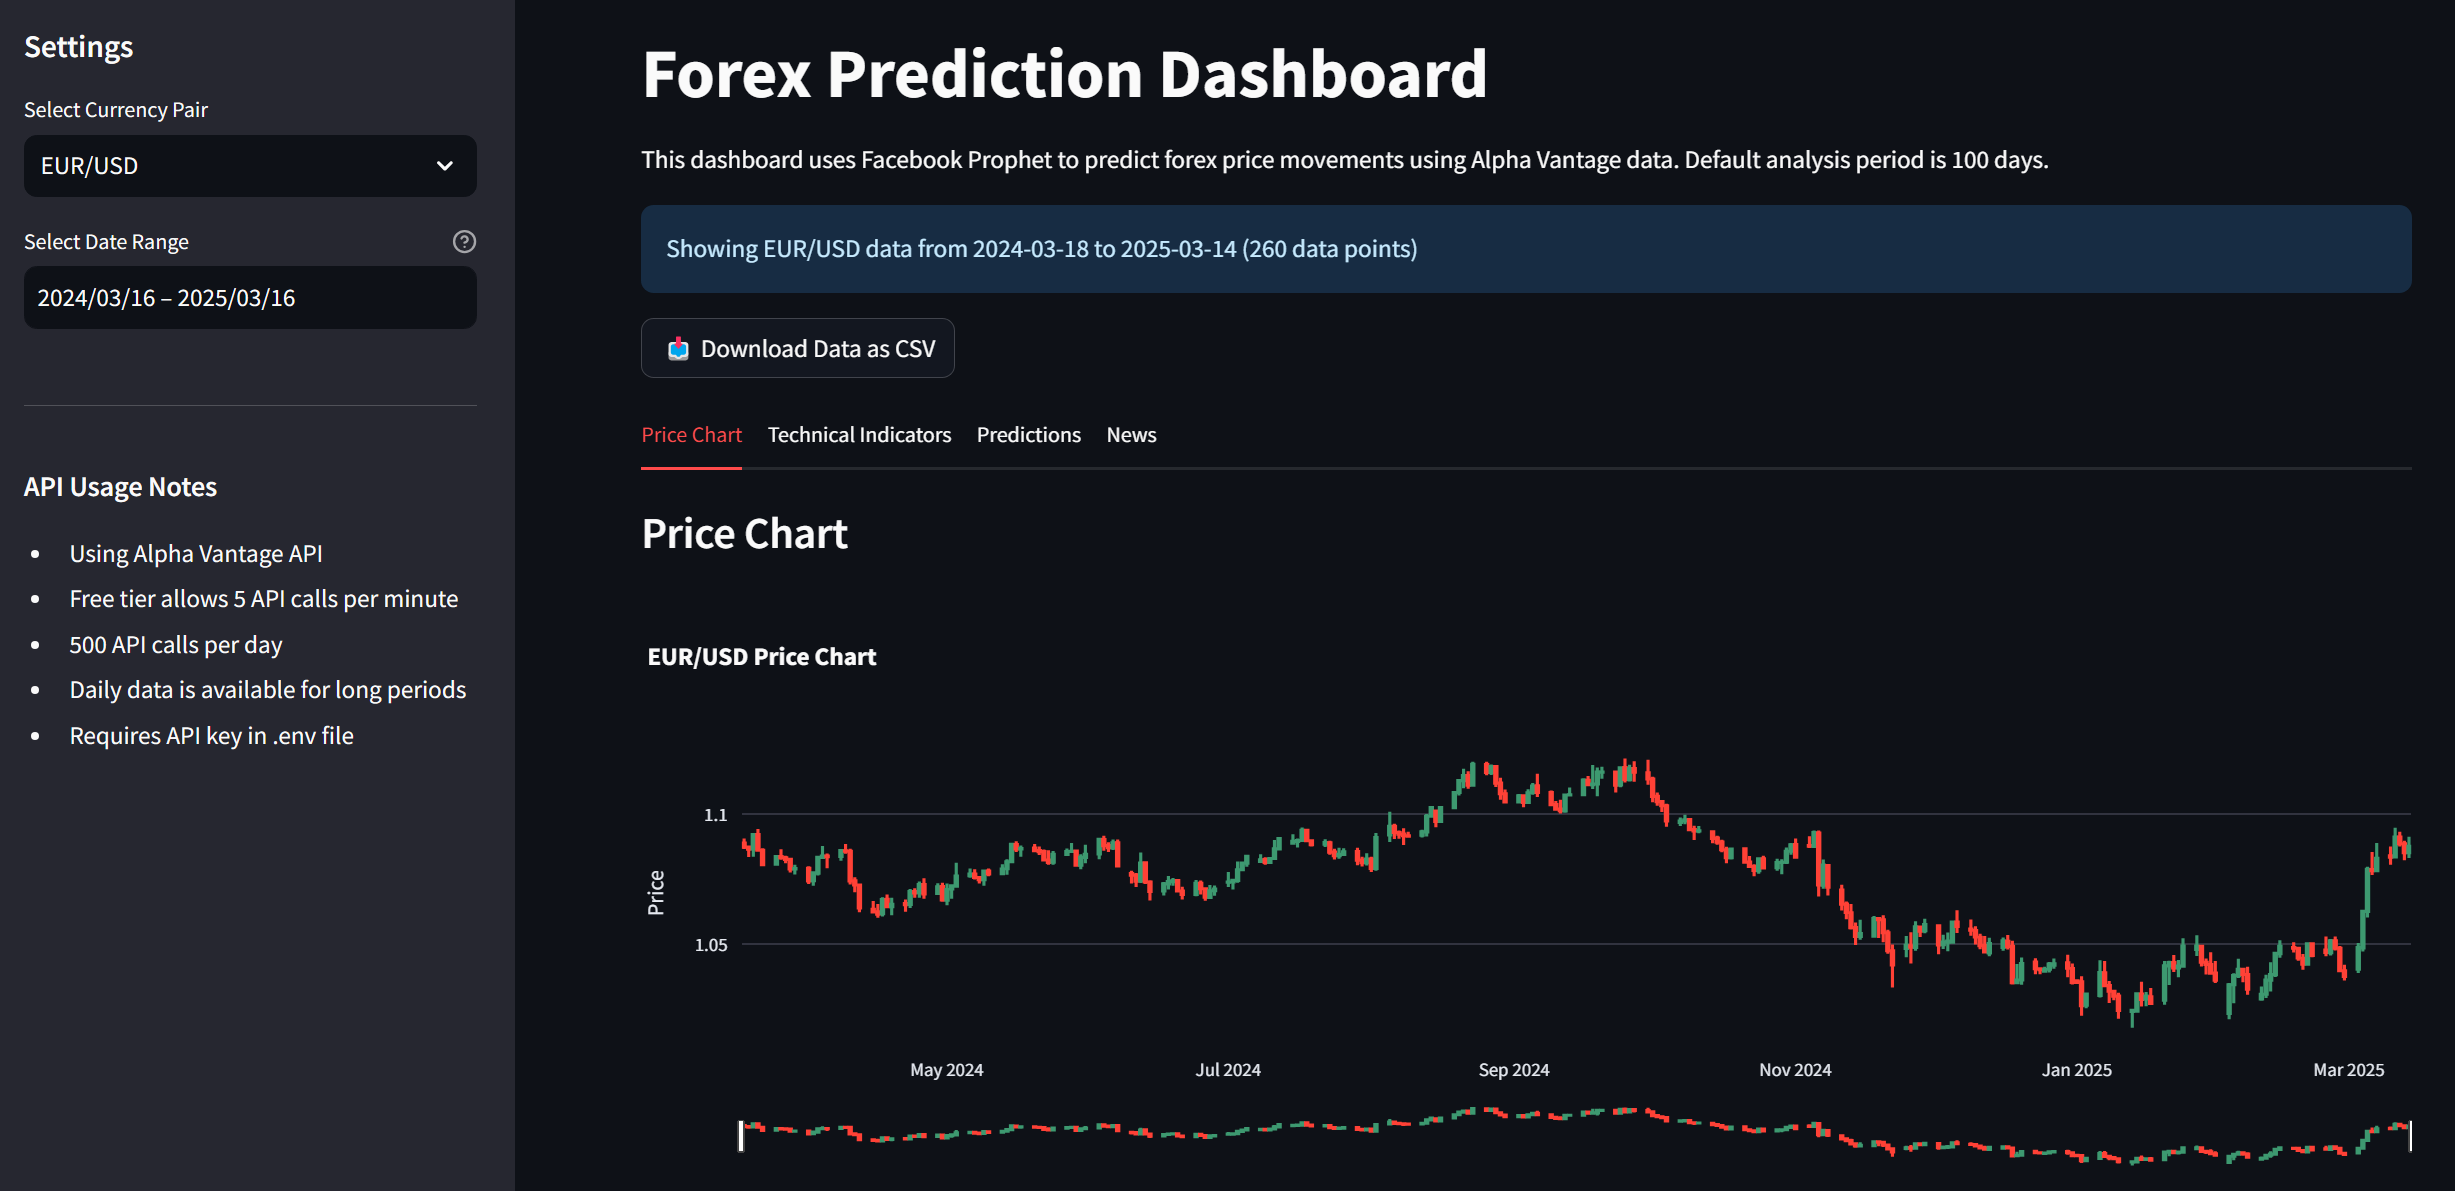 Settings
Select Currency Pair
EUR/USD
Select Date Range
2024/03/16 – 2025/03/16
API Usage Notes
Using Alpha Vantage API
Free tier allows 5 API calls per minute
500 API calls per day
Daily data is available for long periods
Requires API key in .env file
Forex Prediction Dashboard
This dashboard uses Facebook Prophet to predict forex price movements using Alpha Vantage data. Default analysis period is 100 days.
Showing EUR/USD data from 2024-03-18 to 2025-03-14 (260 data points)
Download Data as CSV
Price Chart Technical Indicators Predictions News
Price Chart
EUR/USD Price Chart
1.1
Price
1.05
May 2024 Jul 2024 Sep 2024 Nov 2024 Jan 2025 Mar 2025